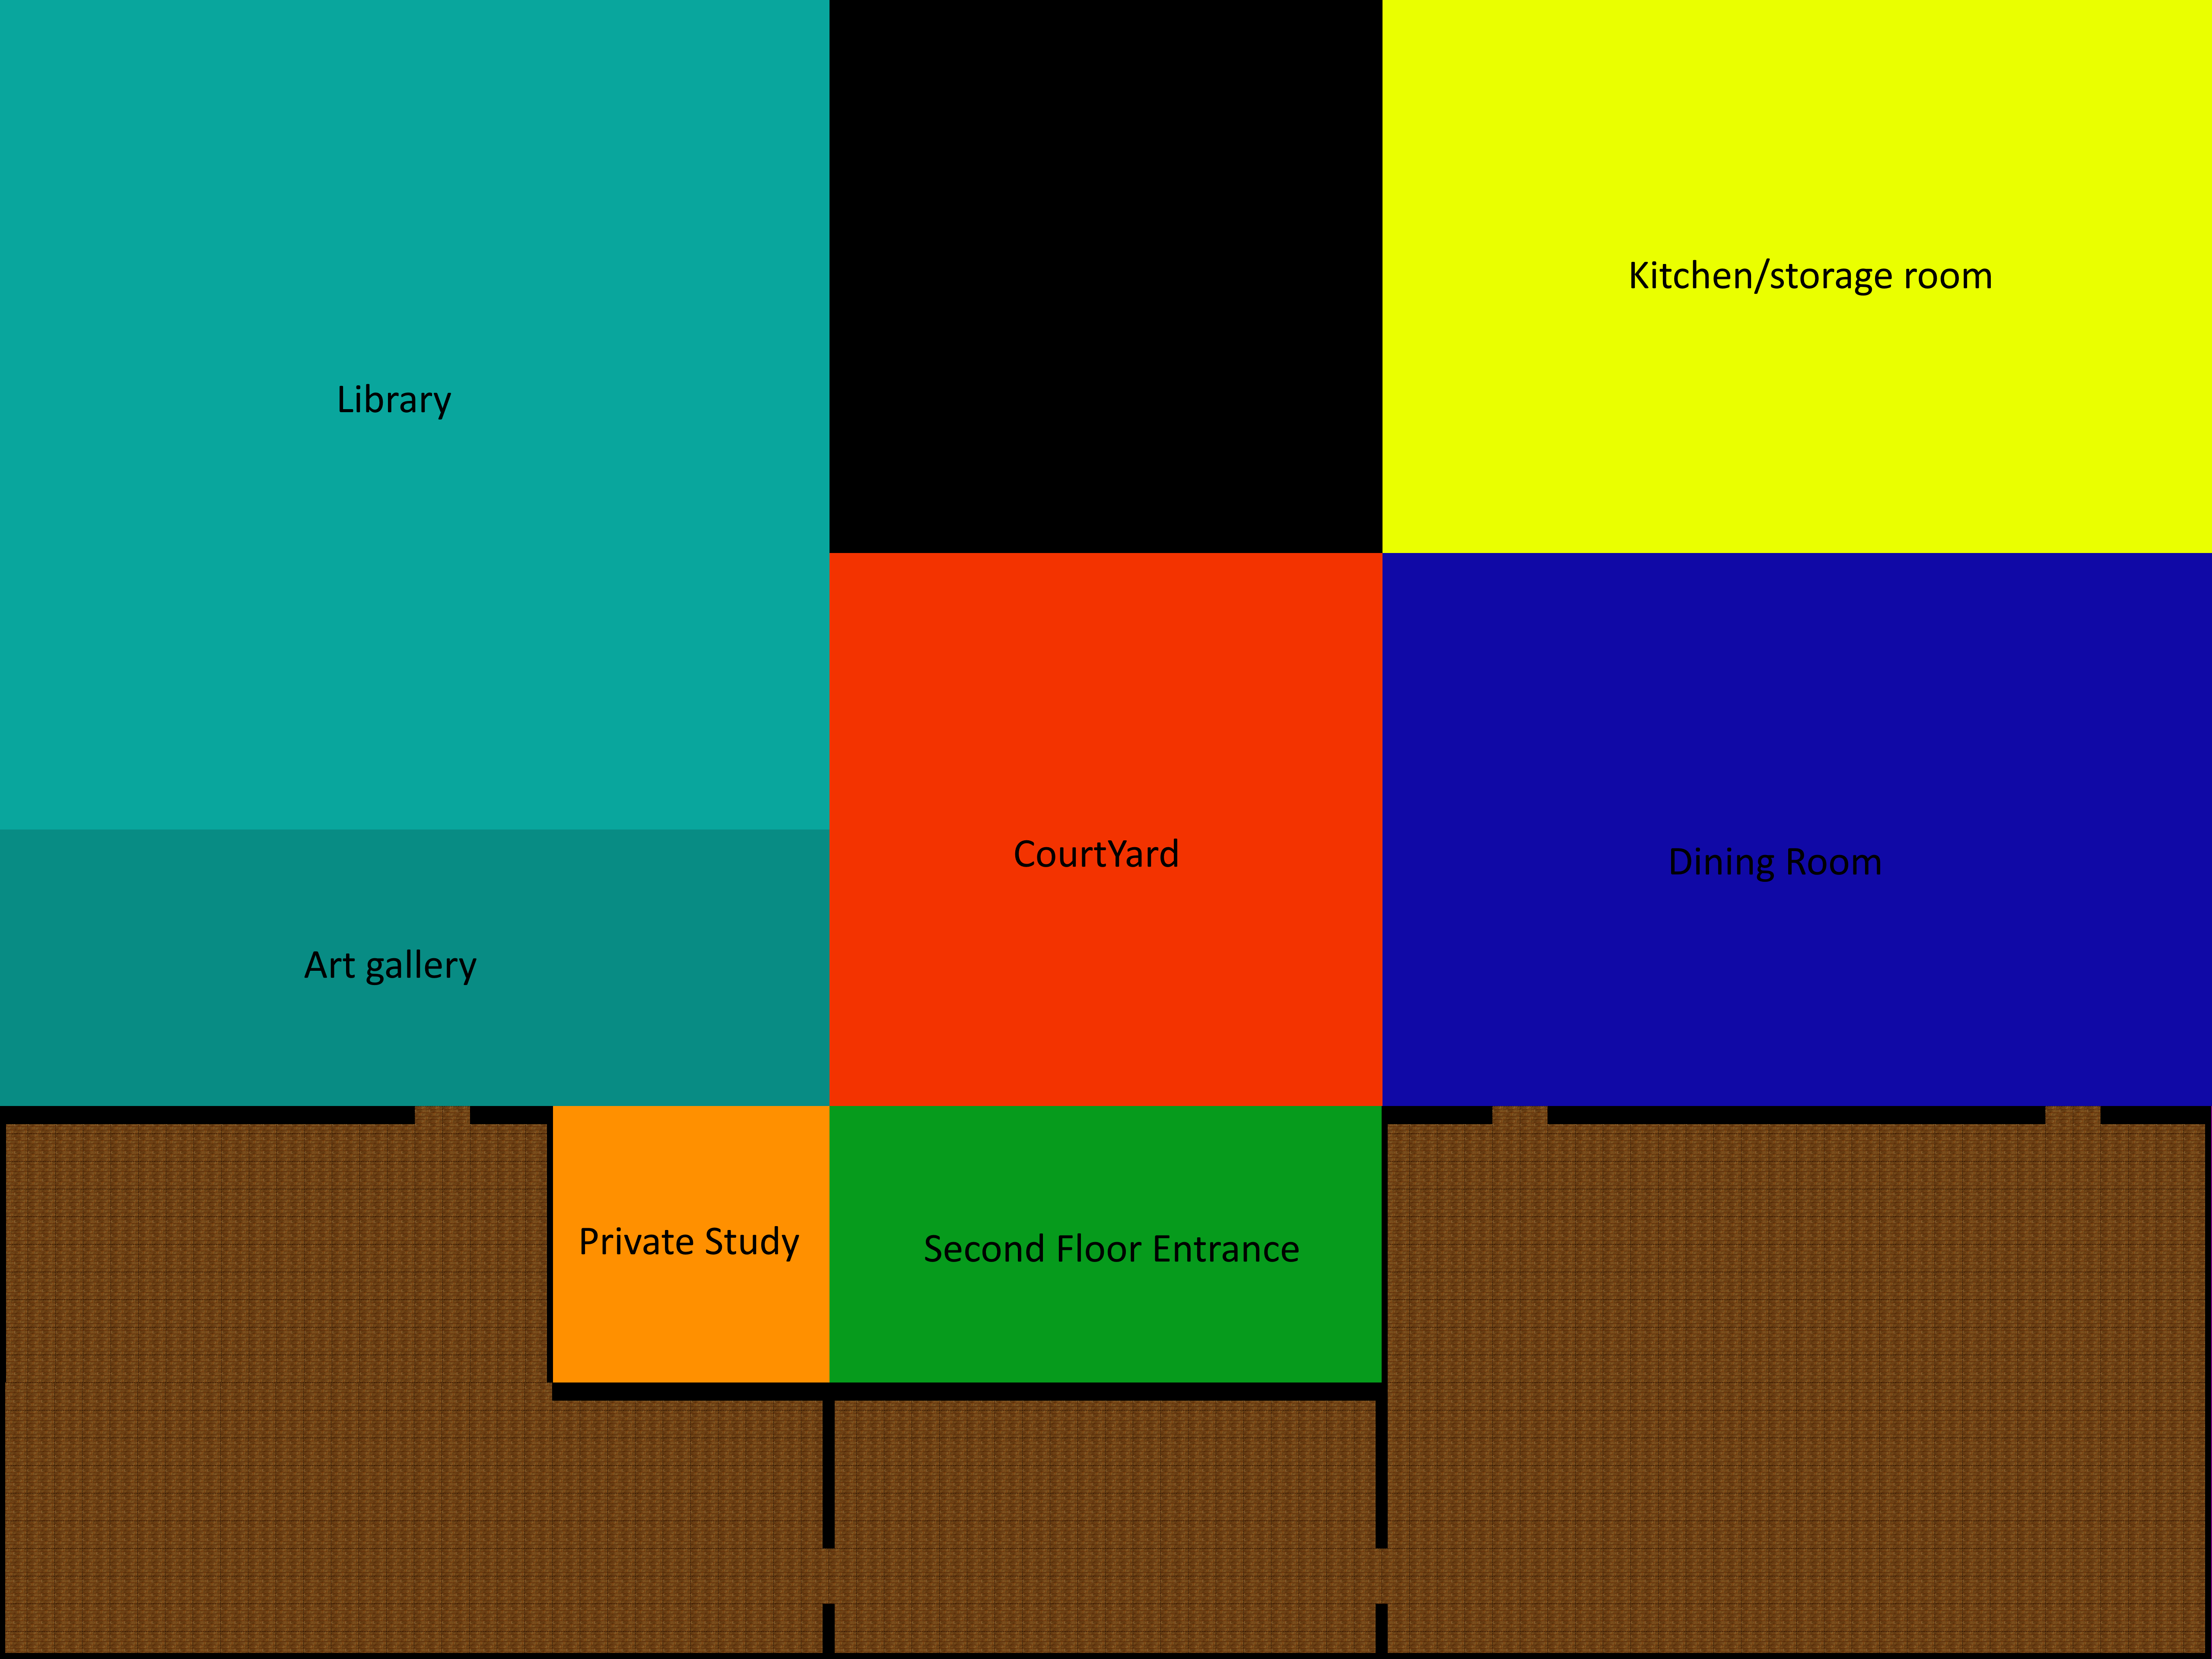 Kitchen/storage room
Library
CourtYard
Dining Room
Art gallery
Private Study
Second Floor Entrance